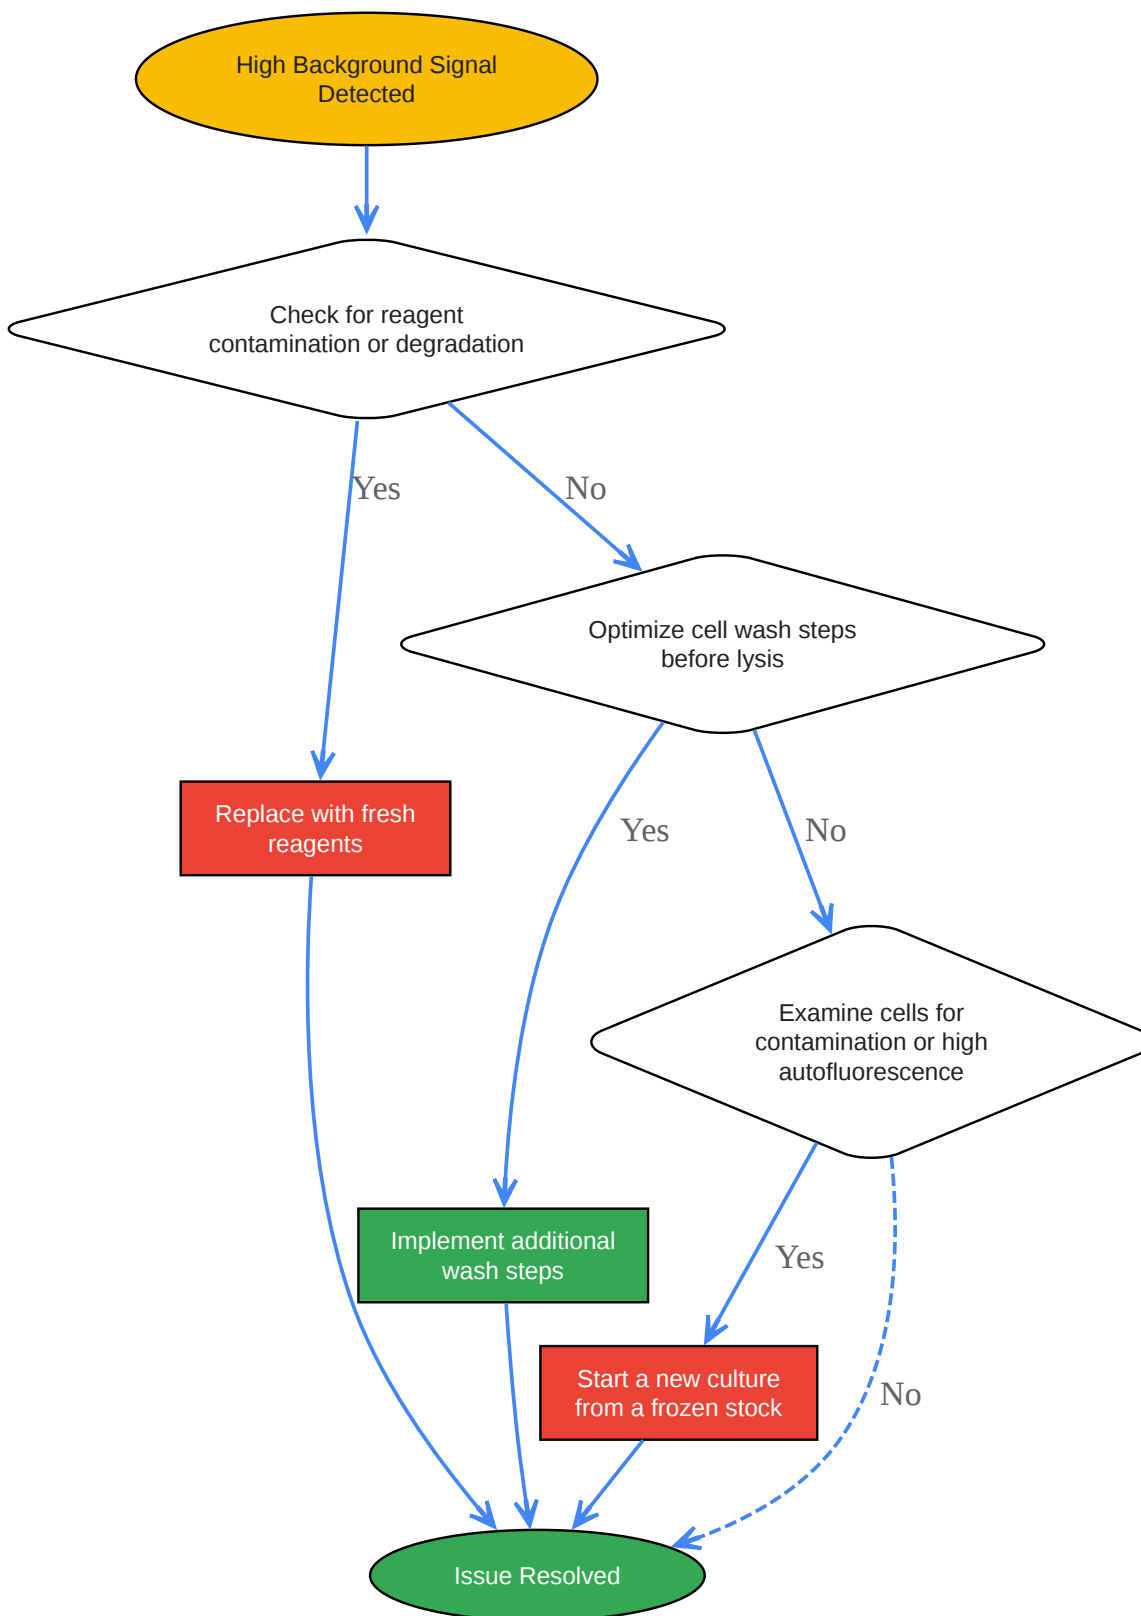 High Background Signal
Detected
Check for reagent
contamination or degradation
Yes
No
Optimize cell wash steps
before lysis
Replace with fresh
reagents
Yes
No
Examine cells for
contamination or high
autofluorescence
Implement additional
wash steps
Yes
Start a new culture
from a frozen stock
No
Issue Resolved